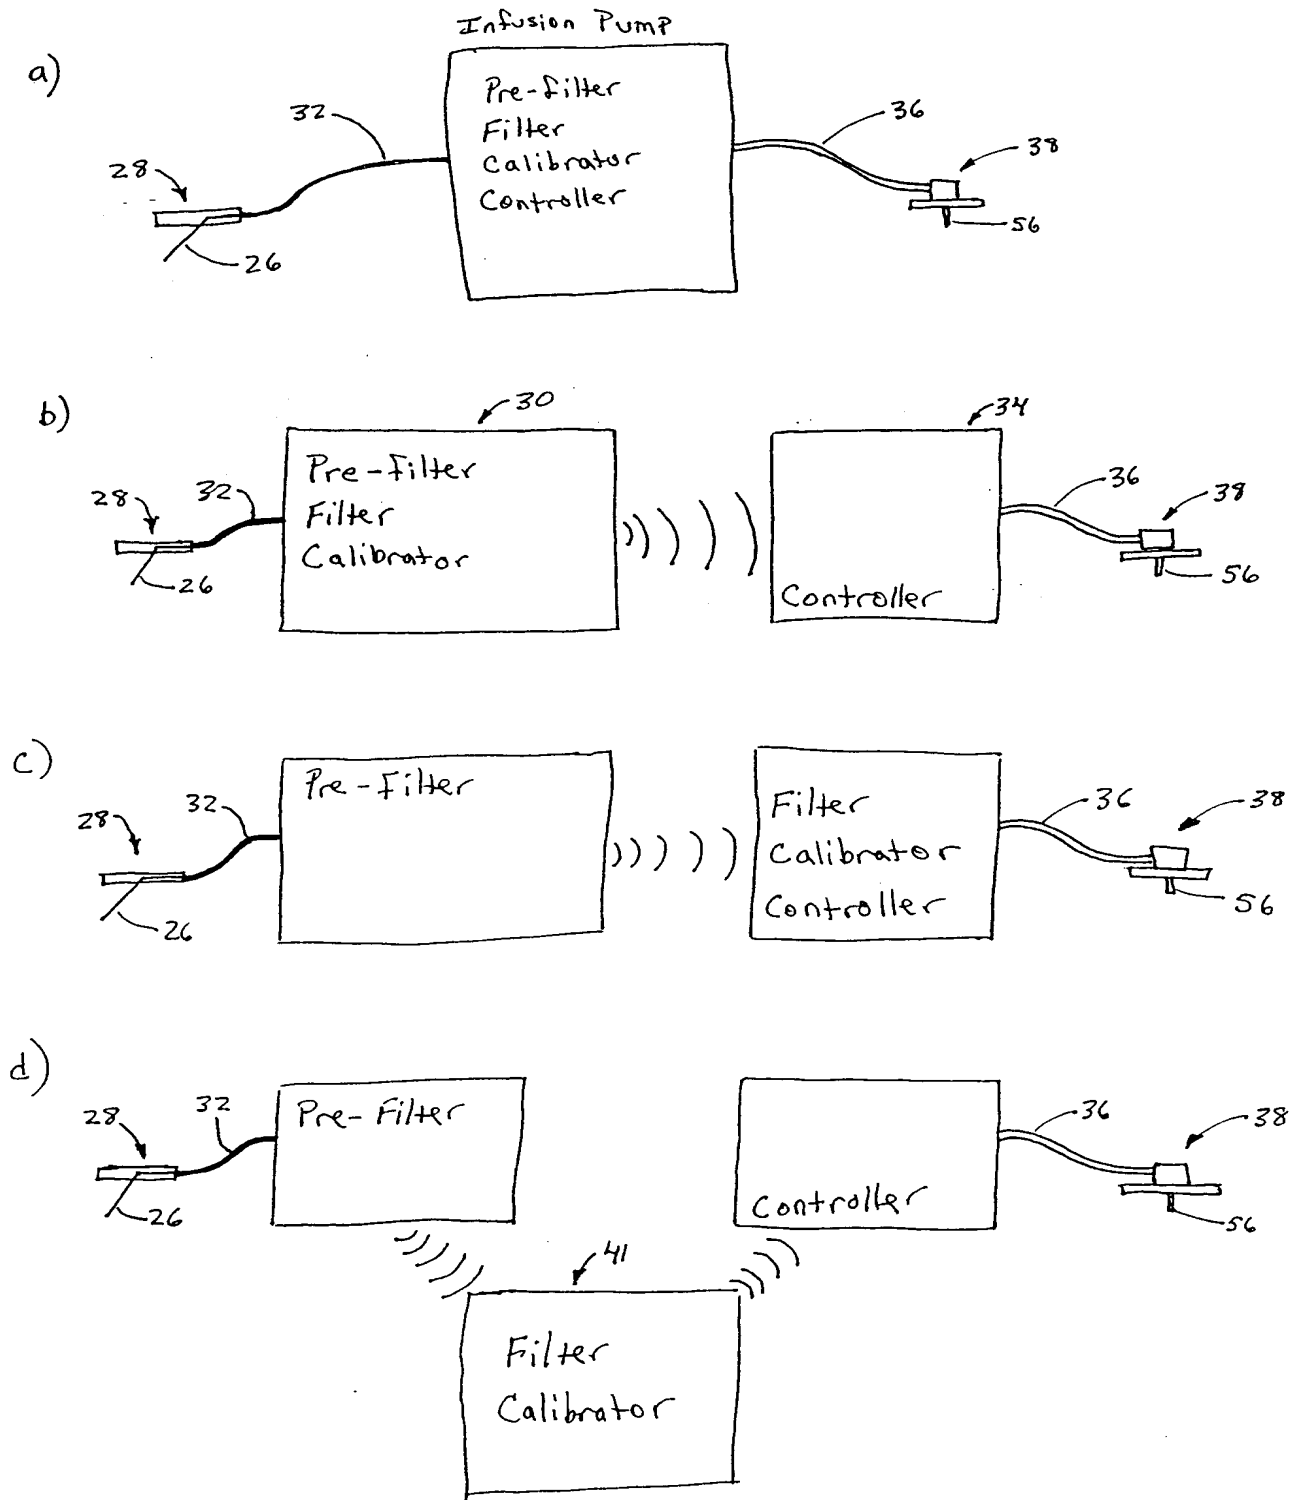 Infusion Pump
a)
Pre-filter
Filter
Calibrator
Controller
32
28
26
36
38
56
b)
30
34
Pre-Filter
Filter
Calibrator
Controller
28
32
26
36
38
56
c)
Pre-Filter
Filter
Calibrator
Controller
28
32
26
36
38
56
d)
Pre-Filter
Controller
28
32
26
36
38
56
41
Filter
Calibrator